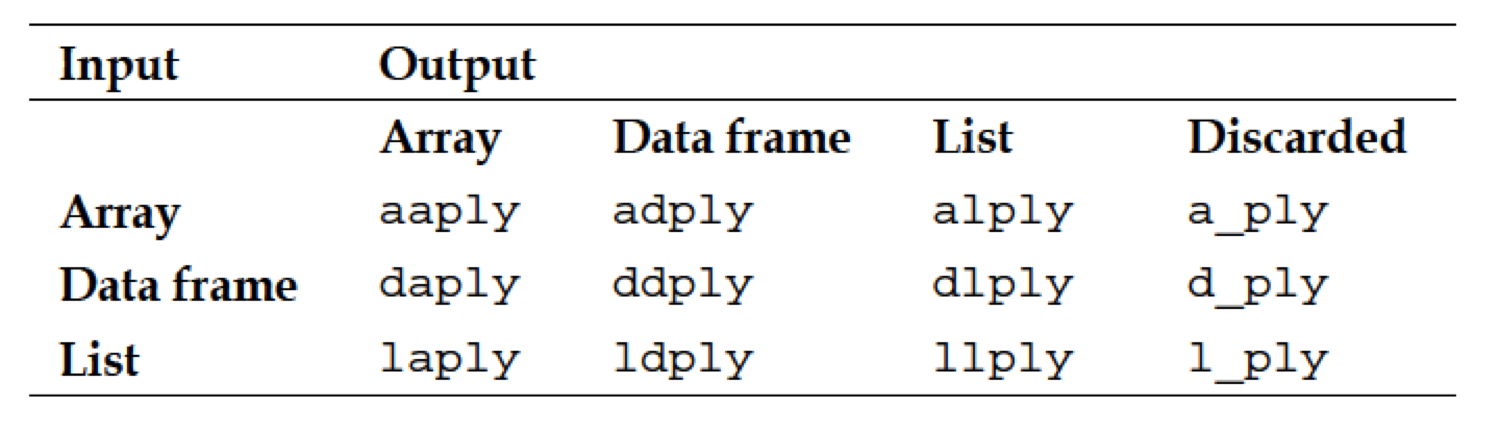 Input Output
Array Data frame List Discarded
Array aaply adply alply a_ply
Data frame daply ddply dlply d_ply
List laply ldply llply l_ply